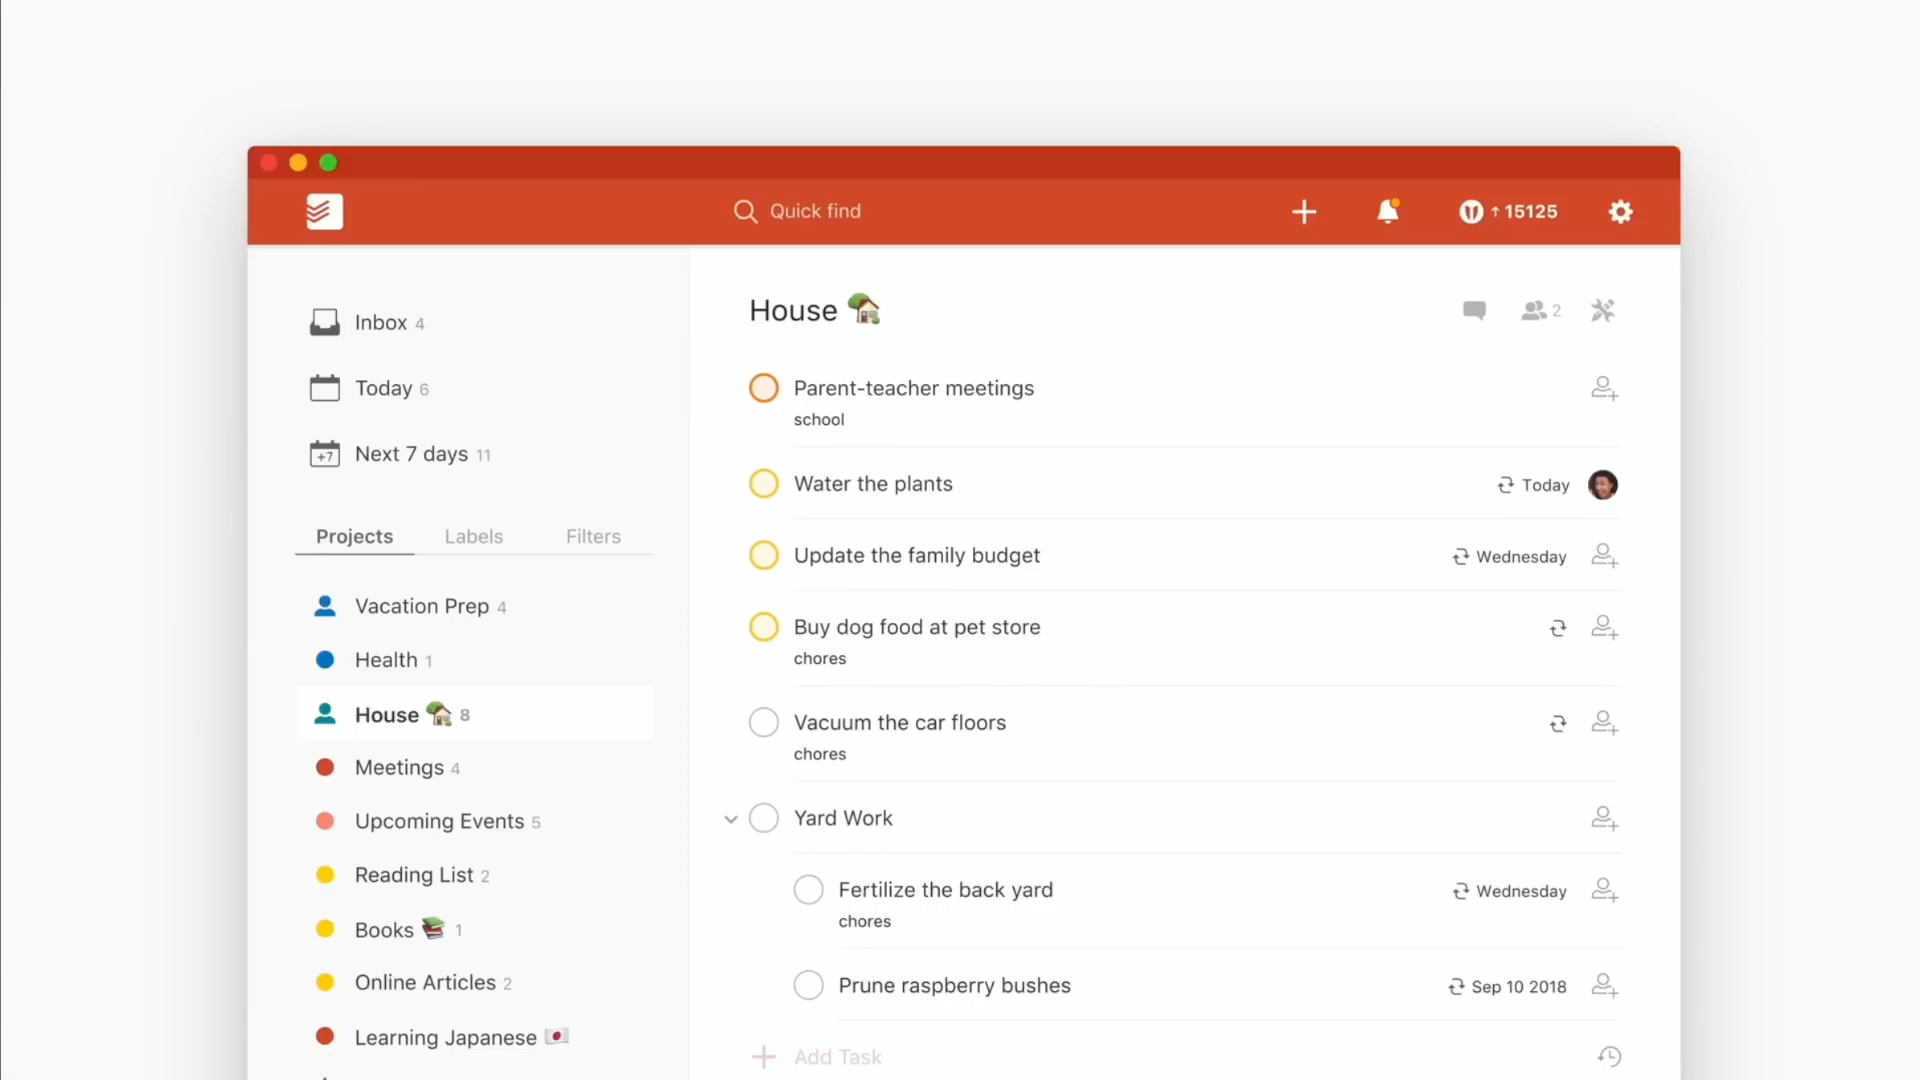 Quick find
↑15125
Inbox 4
Today 6
+7 Next 7 days 11
Projects Labels Filters
Vacation Prep 4
Health 1
House 🏡 8
Meetings 4
Upcoming Events 5
Reading List 2
Books 📚 1
Online Articles 2
Learning Japanese 🇯🇵
House 🏡
2
Parent-teacher meetings
school
Water the plants Today
Update the family budget Wednesday
Buy dog food at pet store
chores
Vacuum the car floors
chores
Yard Work
Fertilize the back yard Wednesday
chores
Prune raspberry bushes Sep 10 2018
+ Add Task